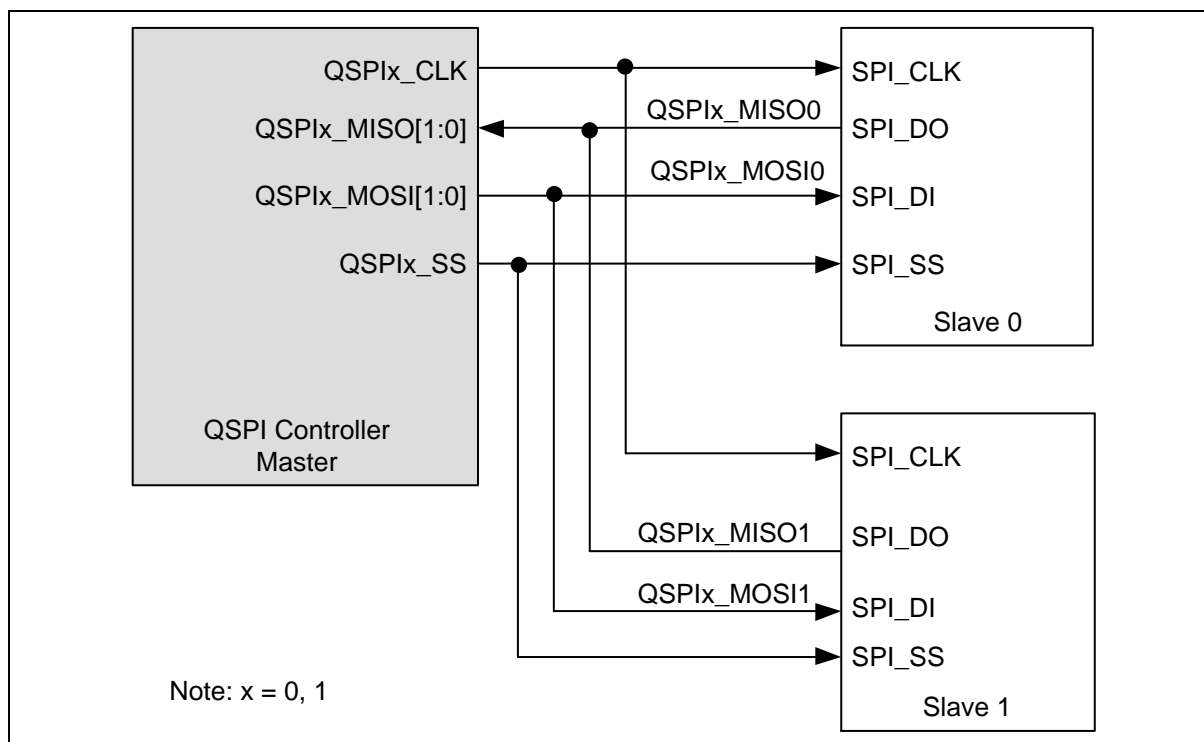 QSPIx_CLK
QSPIx_MISO[1:0]
QSPIx_MOSI[1:0]
QSPIx_SS
QSPI Controller
Master
QSPIx_MISO0
QSPIx_MOSI0
SPI_CLK
SPI_DO
SPI_DI
SPI_SS
Slave 0
QSPIx_MISO1
QSPIx_MOSI1
SPI_CLK
SPI_DO
SPI_DI
SPI_SS
Slave 1
Note: x = 0, 1